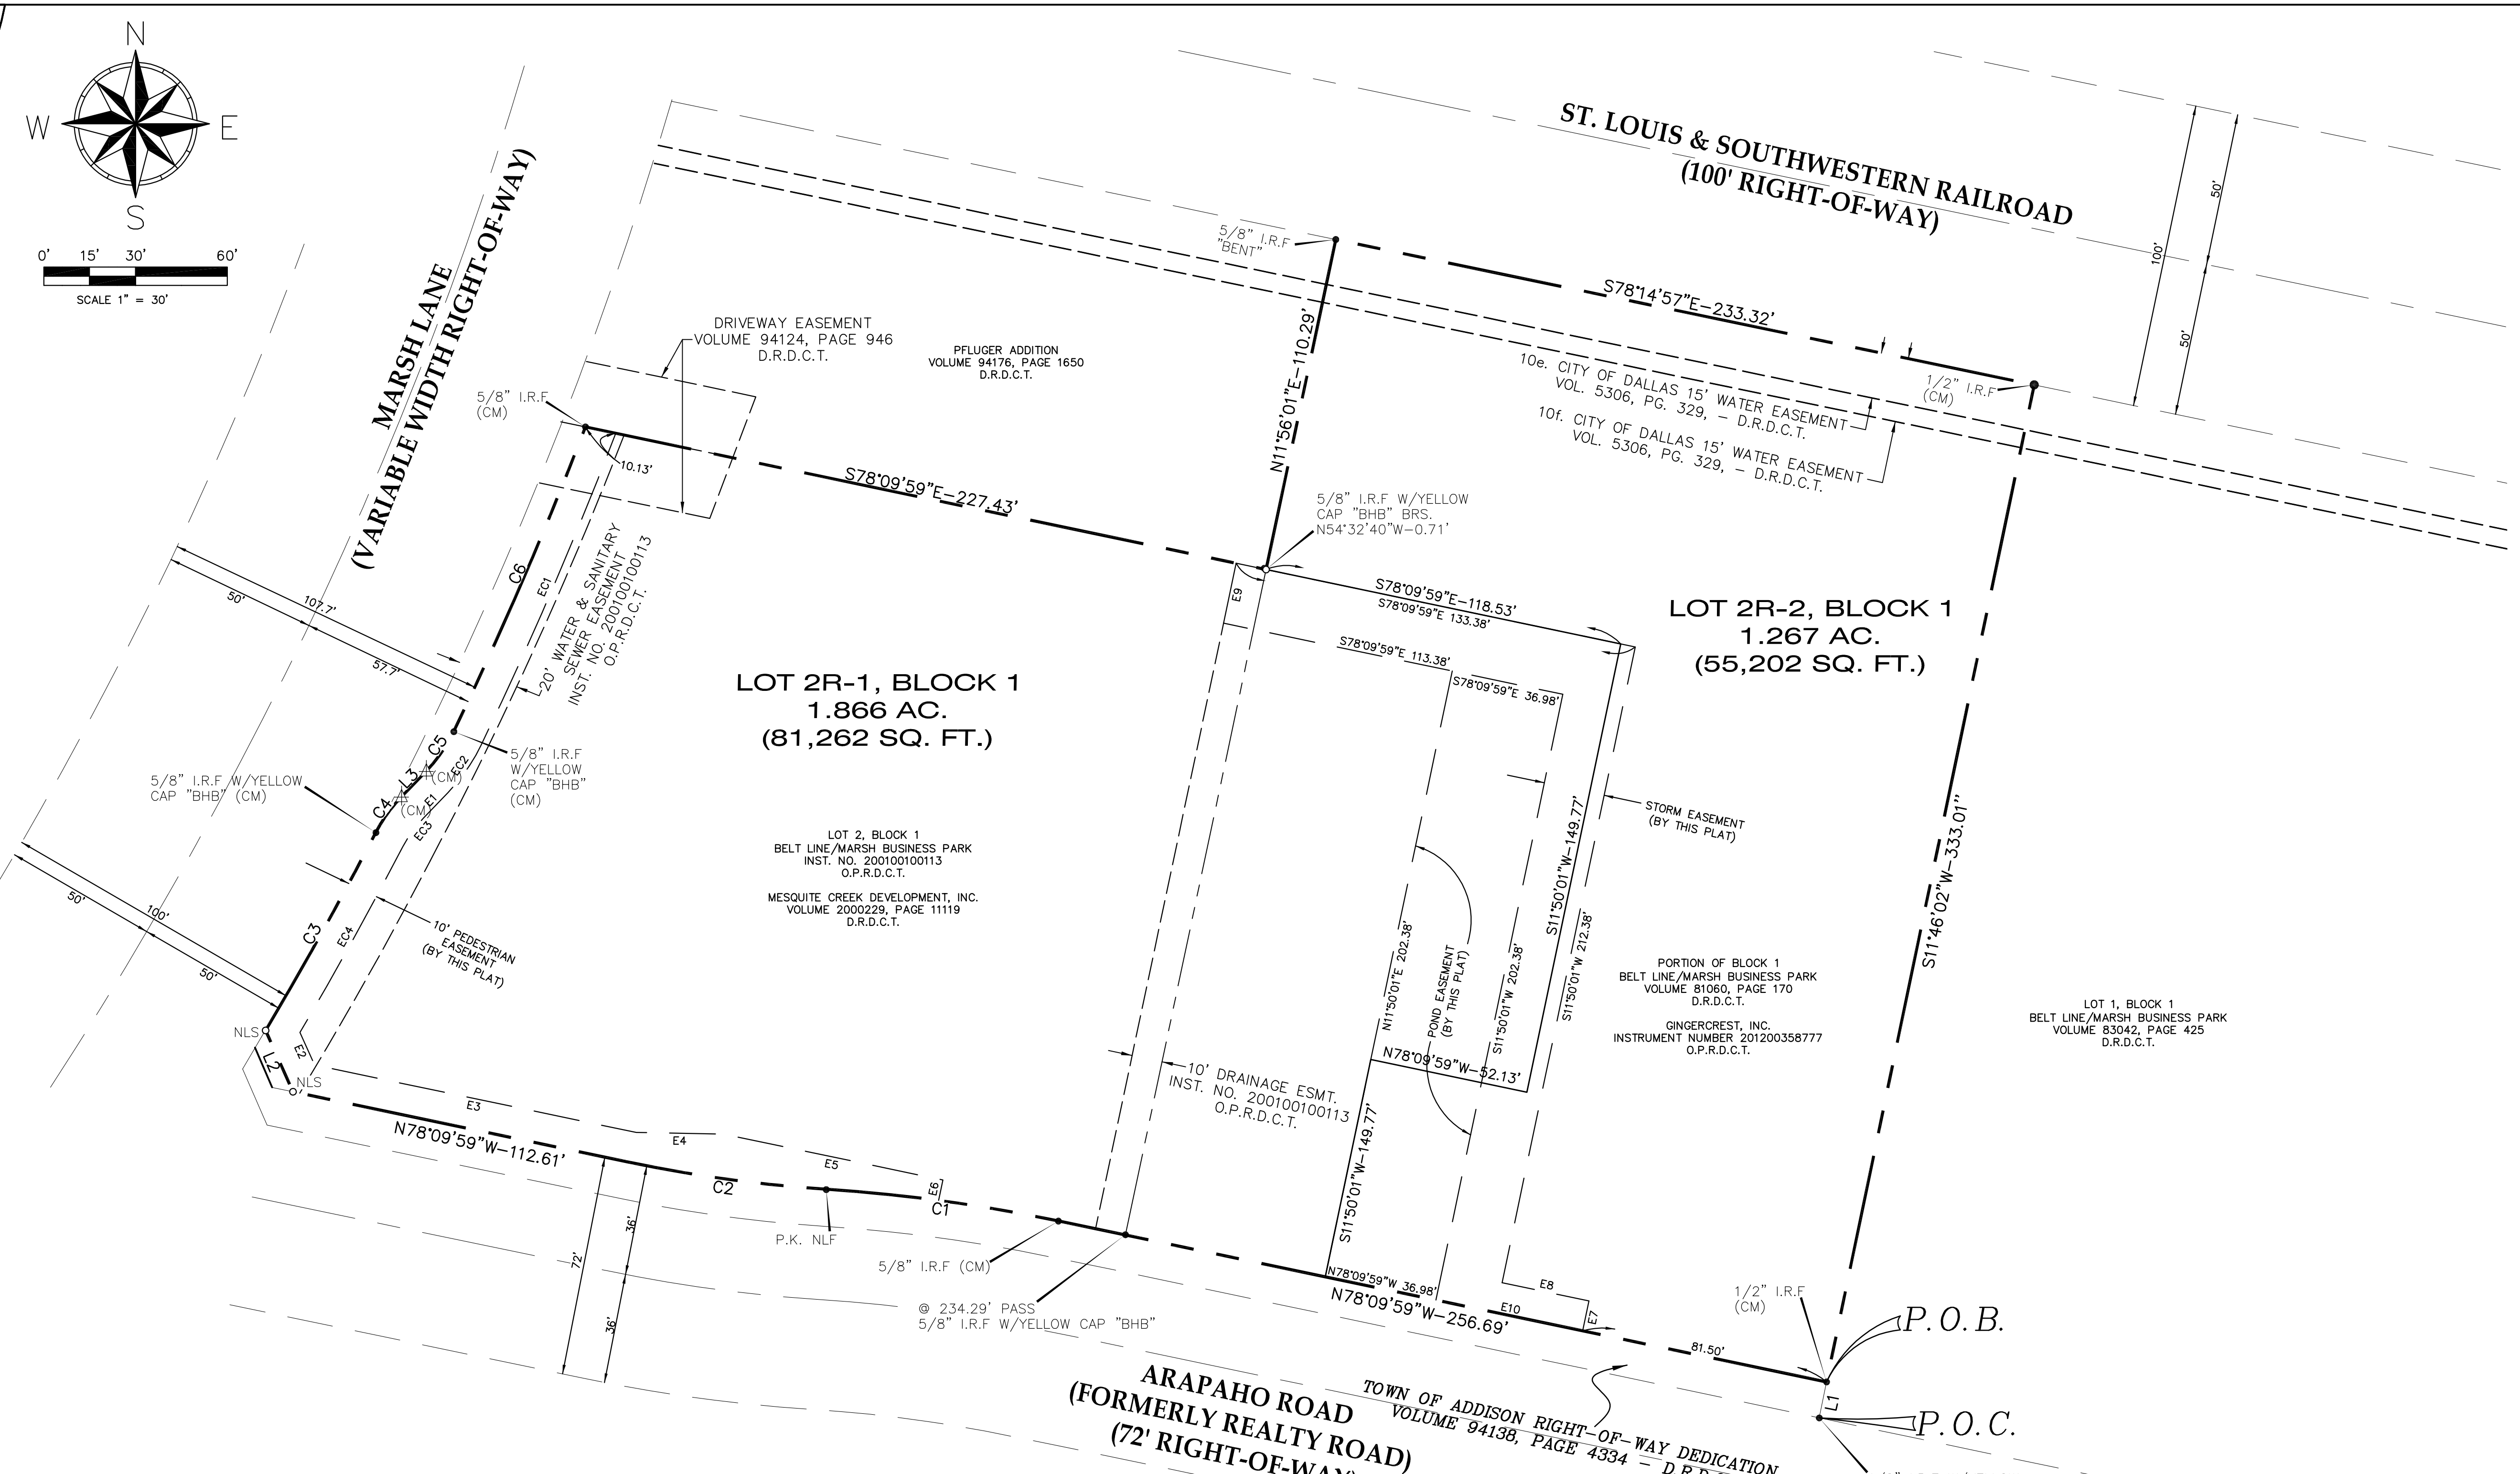 N
W
E
S
0'
15'
30'
60'
SCALE 1" = 30'
MARSH LANE
(VARIABLE WIDTH RIGHT-OF-WAY)
ST. LOUIS & SOUTHWESTERN RAILROAD
(100' RIGHT-OF-WAY)
50'
100'
50'
5/8" I.R.F
"BENT"
S78°14'57"E-233.32'
DRIVEWAY EASEMENT
VOLUME 94124, PAGE 946
D.R.D.C.T.
PFLUGER ADDITION
VOLUME 94176, PAGE 1650
D.R.D.C.T.
N11°56'01"E-110.29'
10e. CITY OF DALLAS 15' WATER EASEMENT
VOL. 5306, PG. 329, - D.R.D.C.T.
10f. CITY OF DALLAS 15' WATER EASEMENT
VOL. 5306, PG. 329, - D.R.D.C.T.
1/2" I.R.F
(CM)
5/8" I.R.F
(CM)
10.13'
S78°09'59"E-227.43'
5/8" I.R.F W/YELLOW
CAP "BHB" BRS.
N54°32'40"W-0.71'
C6
EC1
20' WATER & SANITARY
SEWER EASEMENT
INST. NO. 200100100113
O.P.R.D.C.T.
107.7'
50'
57.7'
E9
S78°09'59"E-118.53'
S78°09'59"E 133.38'
S78°09'59"E 113.38'
S78°09'59"E 36.98'
LOT 2R-2, BLOCK 1
1.267 AC.
(55,202 SQ. FT.)
LOT 2R-1, BLOCK 1
1.866 AC.
(81,262 SQ. FT.)
C5
EC2
L3
(CM)
C4
(CM)
E1
EC3
5/8" I.R.F
W/YELLOW
CAP "BHB"
(CM)
5/8" I.R.F W/YELLOW
CAP "BHB" (CM)
STORM EASEMENT
(BY THIS PLAT)
S11°50'01"W-149.77'
S11°46'02"W-333.01"
LOT 2, BLOCK 1
BELT LINE/MARSH BUSINESS PARK
INST. NO. 200100100113
O.P.R.D.C.T.
MESQUITE CREEK DEVELOPMENT, INC.
VOLUME 2000229, PAGE 11119
D.R.D.C.T.
50'
100'
50'
C3
EC4
10' PEDESTRIAN
EASEMENT
(BY THIS PLAT)
N11°50'01"E 202.38'
POND EASEMENT
(BY THIS PLAT)
S11°50'01"W 202.38'
S11°50'01"W 212.38'
PORTION OF BLOCK 1
BELT LINE/MARSH BUSINESS PARK
VOLUME 81060, PAGE 170
D.R.D.C.T.
GINGERCREST, INC.
INSTRUMENT NUMBER 201200358777
O.P.R.D.C.T.
LOT 1, BLOCK 1
BELT LINE/MARSH BUSINESS PARK
VOLUME 83042, PAGE 425
D.R.D.C.T.
NLS
L2
E2
NLS
N78°09'59"W-52.13'
10' DRAINAGE ESMT.
INST. NO. 200100100113
O.P.R.D.C.T.
E3
E4
E5
E6
N78°09'59"W-112.61'
C2
C1
S11°50'01"W-149.77'
36'
72'
36'
P.K. NLF
5/8" I.R.F (CM)
@ 234.29' PASS
5/8" I.R.F W/YELLOW CAP "BHB"
N78°09'59"W 36.98'
N78°09'59"W-256.69'
E8
E10
E7
81.50'
1/2" I.R.F
(CM)
P.O.B.
L1
P.O.C.
ARAPAHO ROAD
(FORMERLY REALTY ROAD)
(72' RIGHT-OF-WAY)
TOWN OF ADDISON RIGHT-OF-WAY DEDICATION
VOLUME 94138, PAGE 4334 -